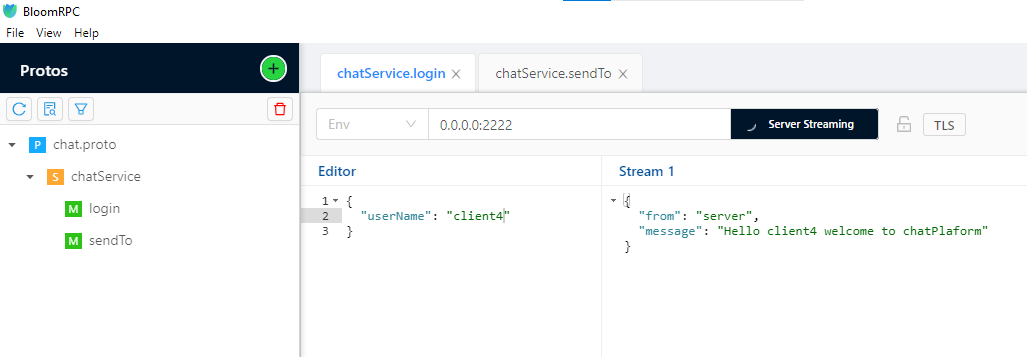 BloomRPC
File View Help
Protos
chatService.login
chatService.sendTo
Env
0.0.0.0:2222
Server Streaming
TLS
P chat.proto
S chatService
M login
M sendTo
Editor
1 {
2 "userName": "client4"
3 }
Stream 1
{
"from": "server",
"message": "Hello client4 welcome to chatPlaform"
}